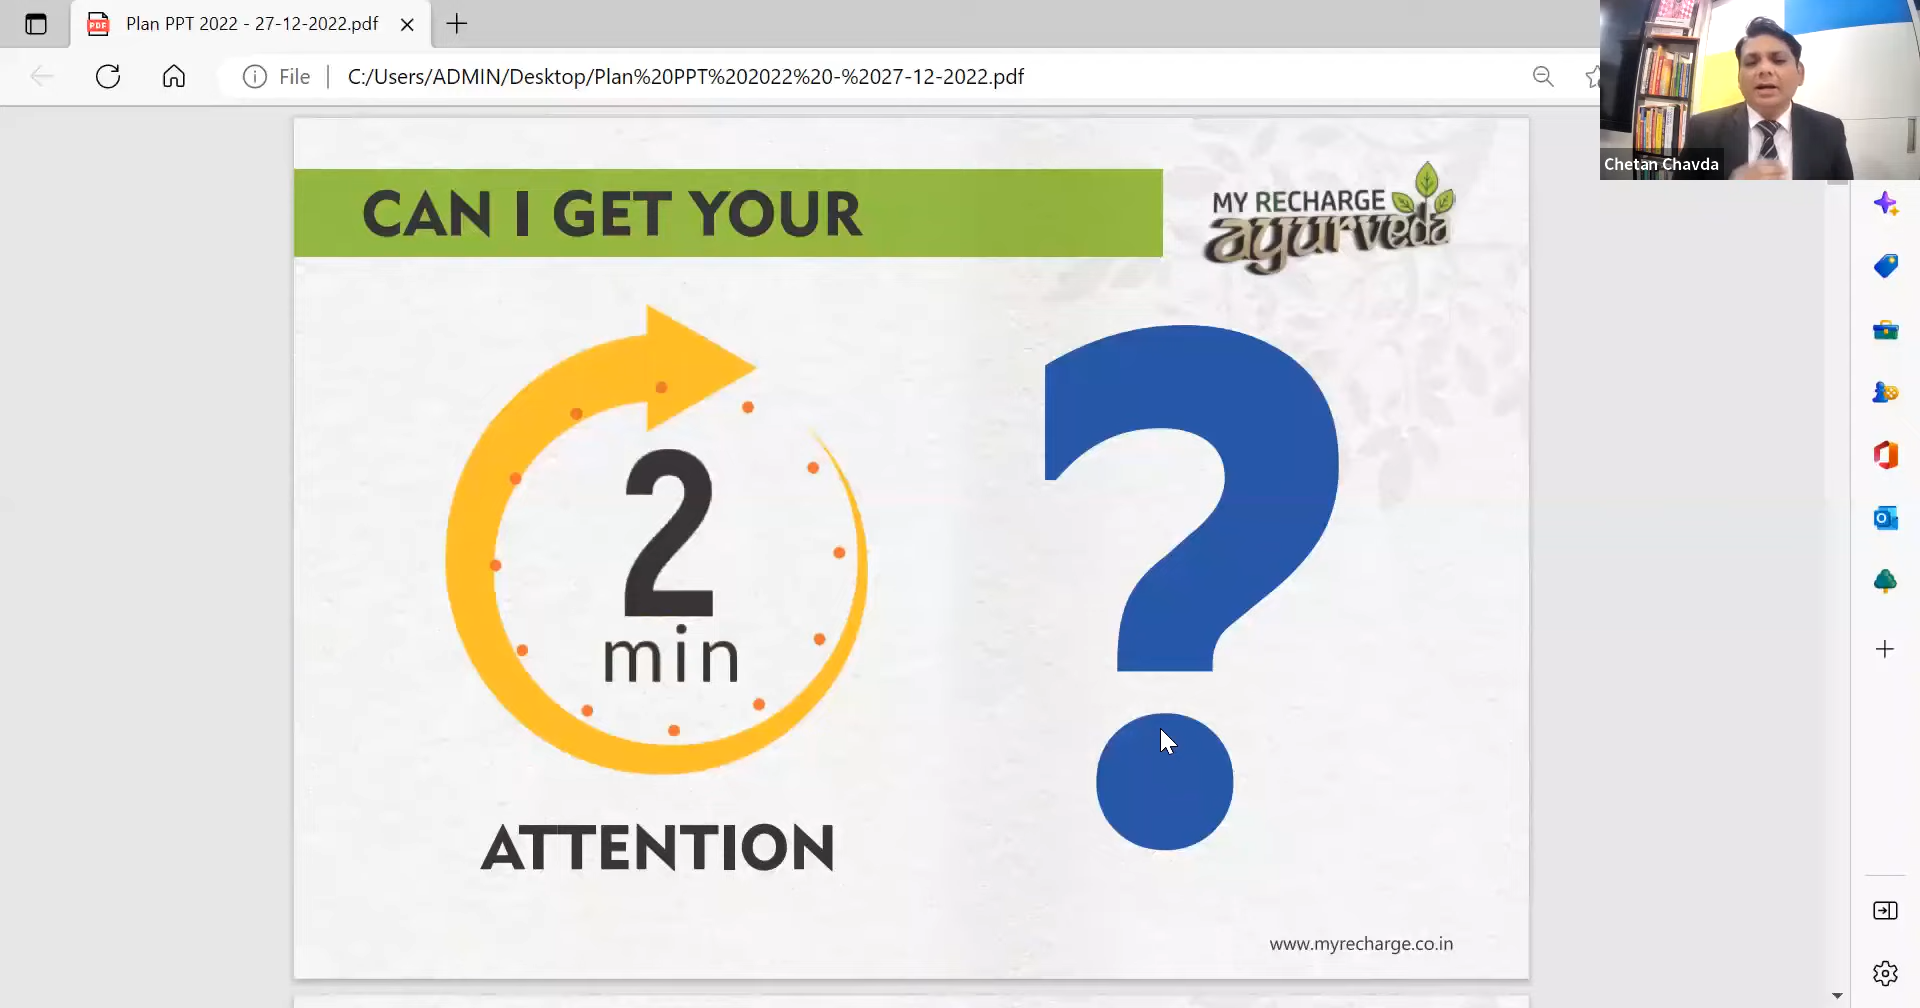 Plan PPT 2022 - 27-12-2022.pdf
File
C:/Users/ADMIN/Desktop/Plan%20PPT%202022%20-%2027-12-2022.pdf
Chetan Chavda
CAN I GET YOUR
MY RECHARGE
ayurveda
2
min
?
ATTENTION
www.myrecharge.co.in